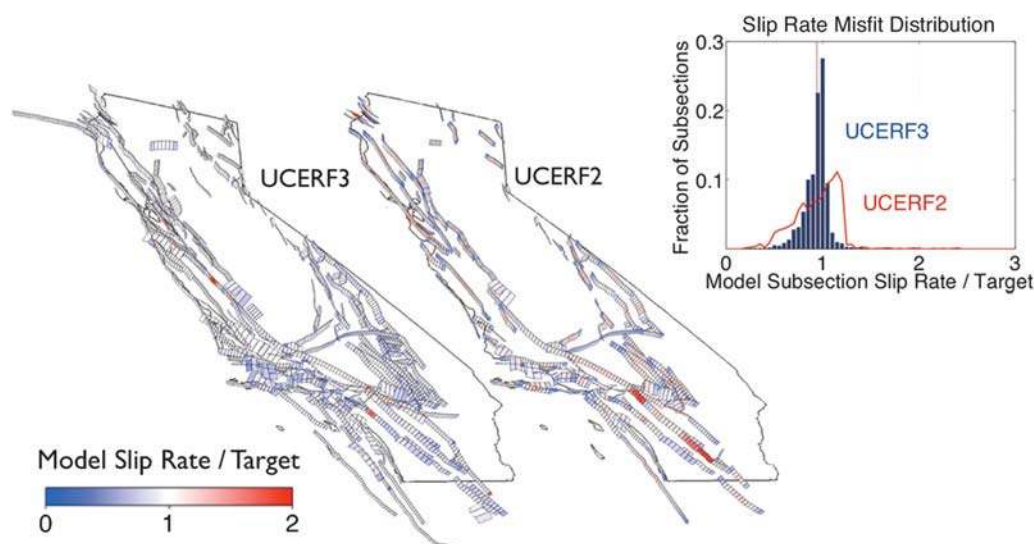 Slip Rate Misfit Distribution
0.3
0.2
0.1
Fraction of Subsections
UCERF3
UCERF2
0 1 2 3
Model Subsection Slip Rate / Target
UCERF3
UCERF2
Model Slip Rate / Target
0 1 2